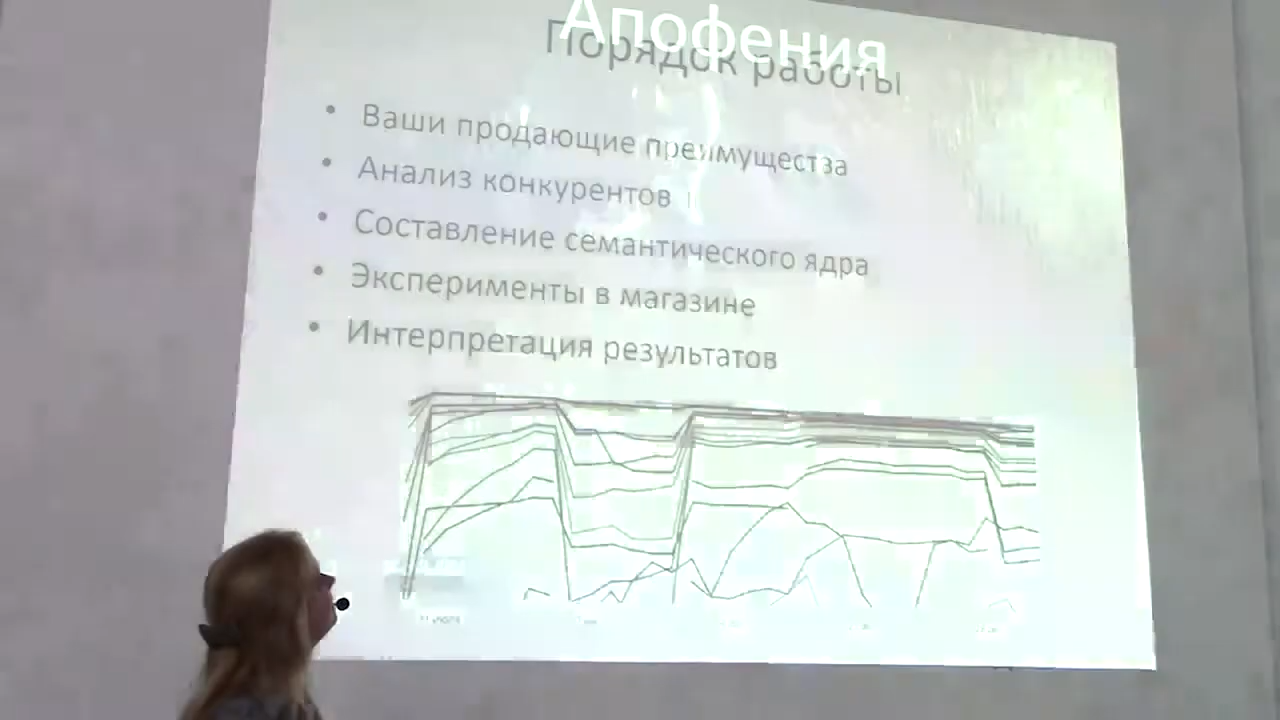 Апофения
Порядок работы
• Ваши продающие преимущества
• Анализ конкурентов
• Составление семантического ядра
• Эксперименты в магазине
• Интерпретация результатов